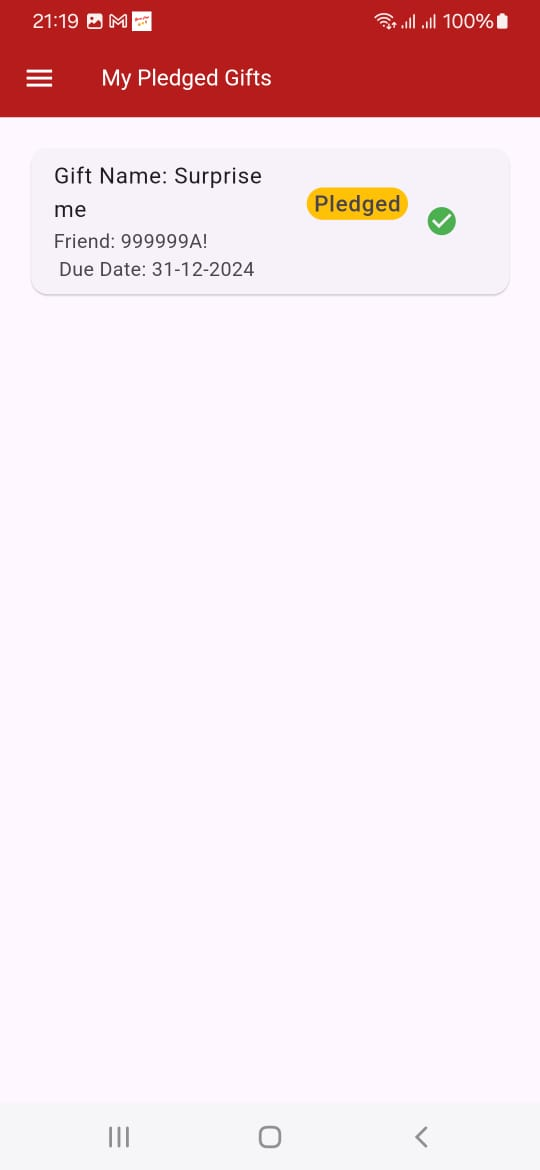 21:19 100%
My Pledged Gifts
Gift Name: Surprise
me
Pledged
Friend: 999999A!
Due Date: 31-12-2024